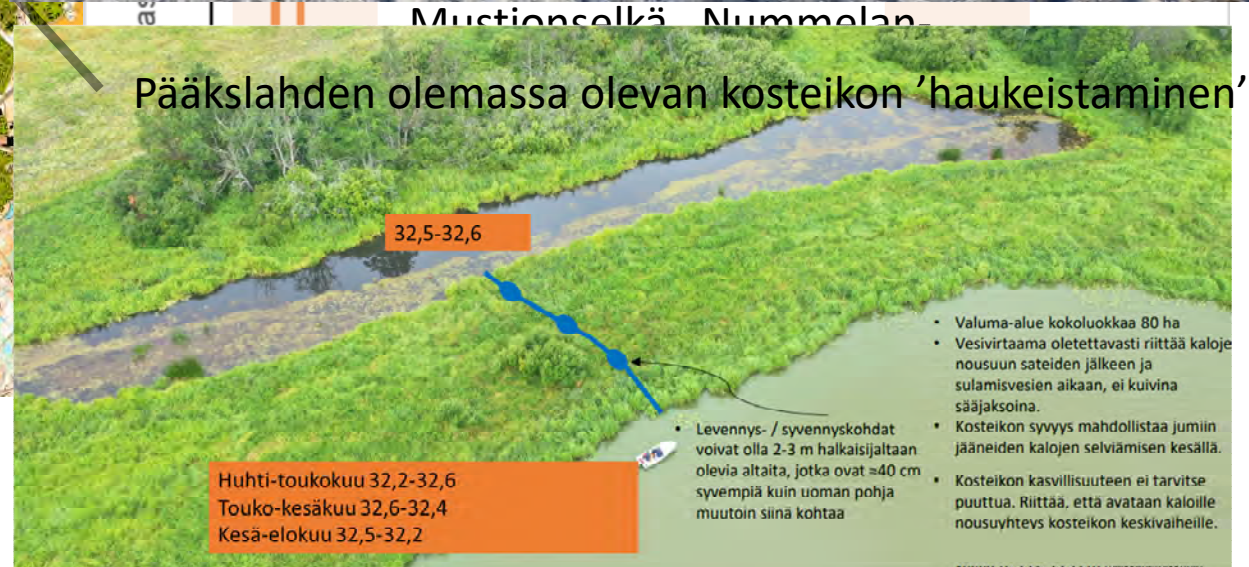 as
Mustionselkä Nummelan-
Pääkslahden olemassa olevan kosteikon ’haukeistaminen’
32,5-32,6
Huhti-toukokuu 32,2-32,6
Touko-kesäkuu 32,6-32,4
Kesä-elokuu 32,5-32,2
• Levennys- / syvennyskohdat
voivat olla 2-3 m halkaisijaltaan
olevia altaita, jotka ovat ≈40 cm
syvempiä kuin uoman pohja
muutoin siinä kohtaa
• Valuma-alue kokoluokkaa 80 ha
• Vesivirtaama oletettavasti riittää kaloje
nousuun sateiden jälkeen ja
sulamisvesien aikaan, ei kuivina
sääjaksoina.
• Kosteikon syvyys mahdollistaa jumiin
jääneiden kalojen selviämisen kesällä.
• Kosteikon kasvillisuuteen ei tarvitse
puuttua. Riittää, että avataan kaloille
nousuyhteys kosteikon keskivaiheille.